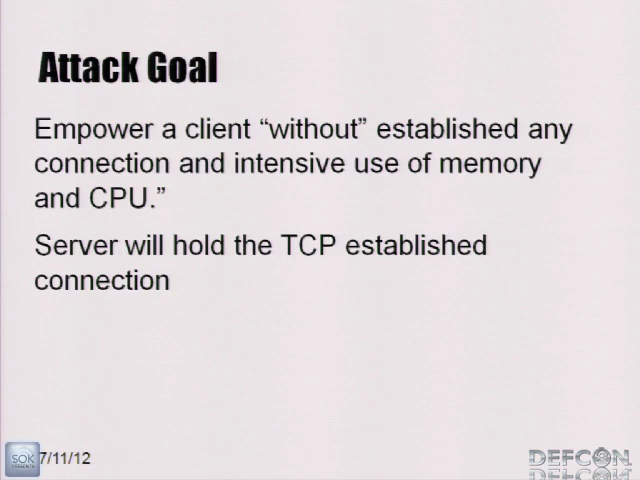 Attack Goal
Empower a client “without” established any
connection and intensive use of memory
and CPU.”
Server will hold the TCP established
connection
SOK
7/11/12
DEFCON